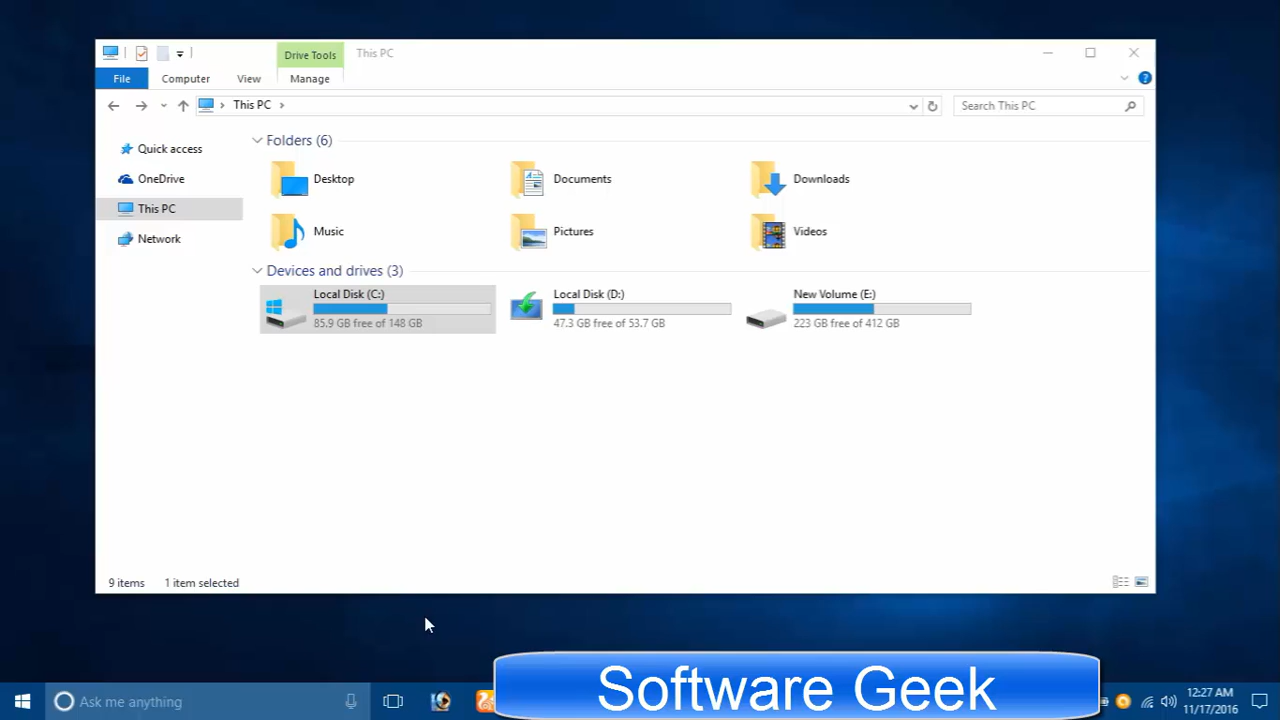 Drive Tools
This PC
File
Computer
View
Manage
This PC
Search This PC
Quick access
OneDrive
This PC
Network
Folders (6)
Desktop
Documents
Downloads
Music
Pictures
Videos
Devices and drives (3)
Local Disk (C:)
85.9 GB free of 148 GB
Local Disk (D:)
47.3 GB free of 53.7 GB
New Volume (E:)
223 GB free of 412 GB
9 items
1 item selected
Ask me anything
Software Geek
12:27 AM
11/17/2016